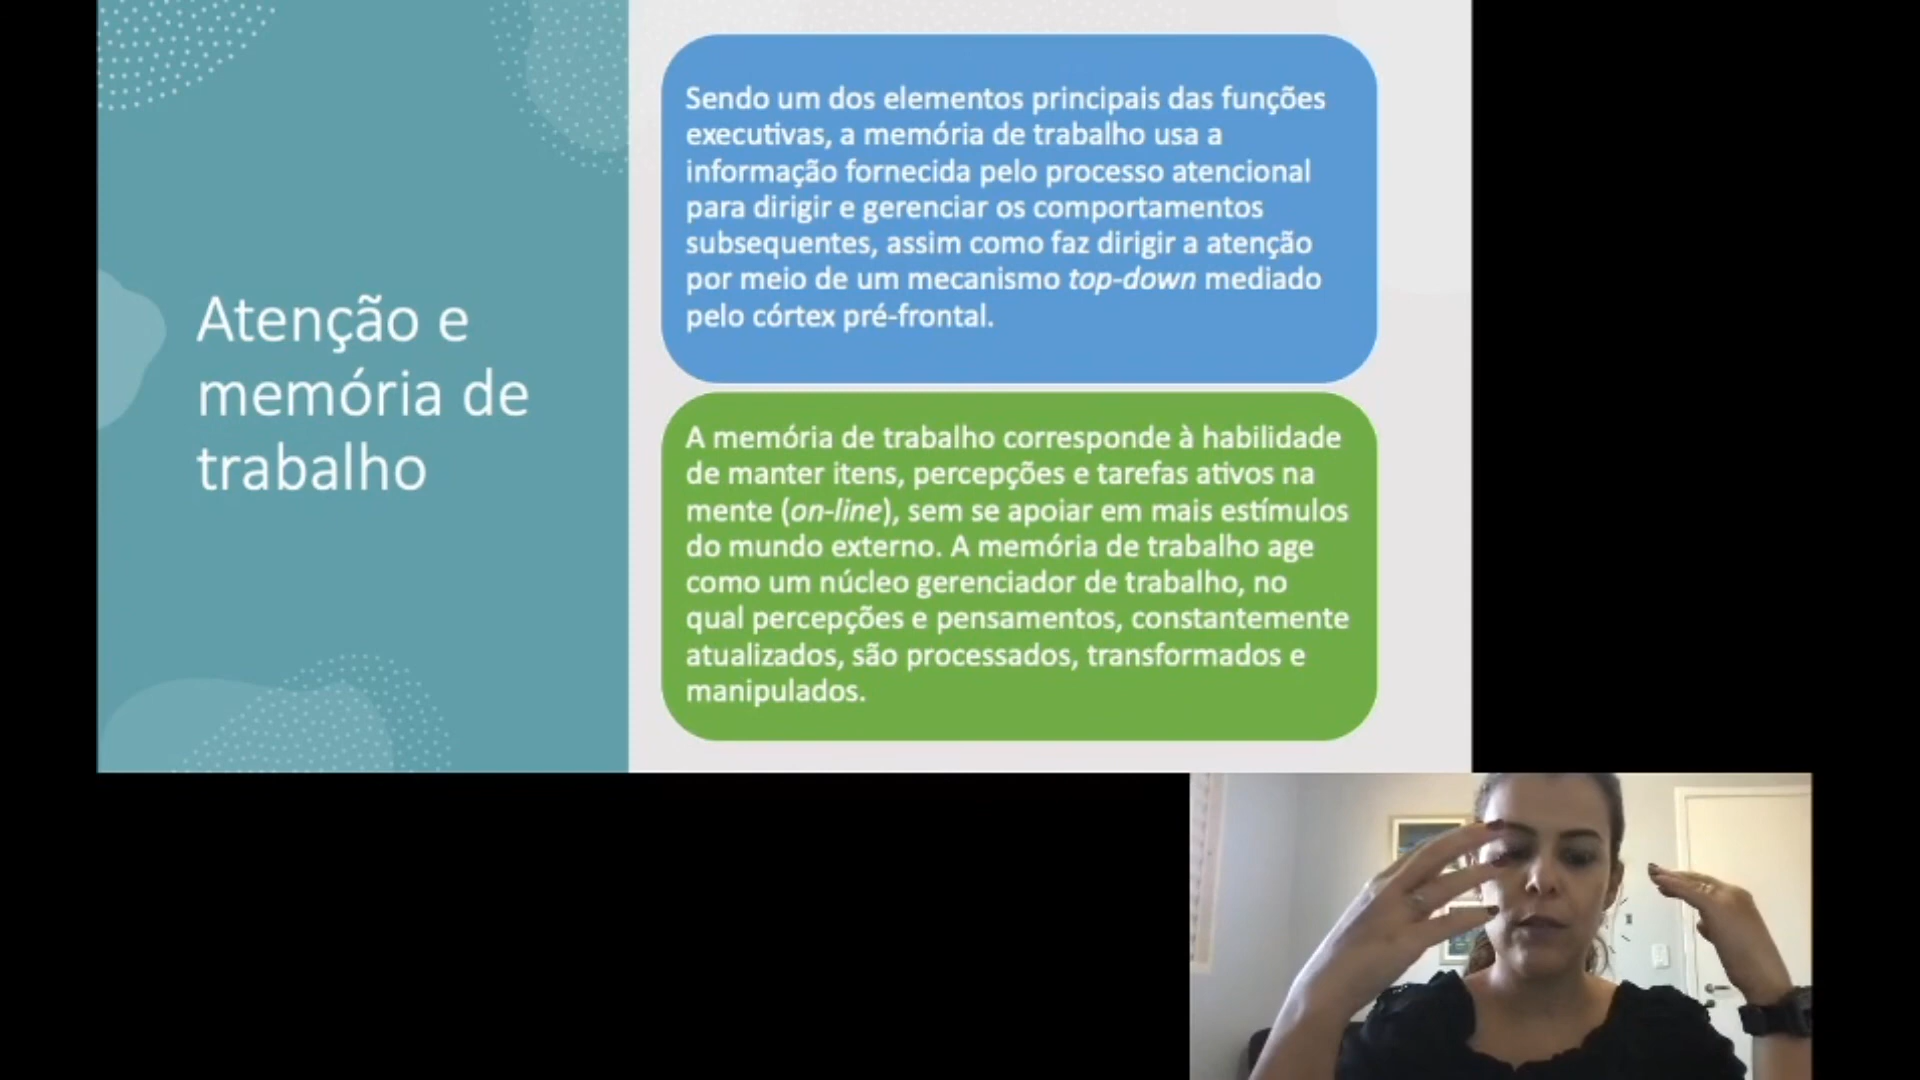 Atenção e
memória de
trabalho
Sendo um dos elementos principais das funções
executivas, a memória de trabalho usa a
informação fornecida pelo processo atencional
para dirigir e gerenciar os comportamentos
subsequentes, assim como faz dirigir a atenção
por meio de um mecanismo top-down mediado
pelo córtex pré-frontal.
A memória de trabalho corresponde à habilidade
de manter itens, percepções e tarefas ativos na
mente (on-line), sem se apoiar em mais estímulos
do mundo externo. A memória de trabalho age
como um núcleo gerenciador de trabalho, no
qual percepções e pensamentos, constantemente
atualizados, são processados, transformados e
manipulados.